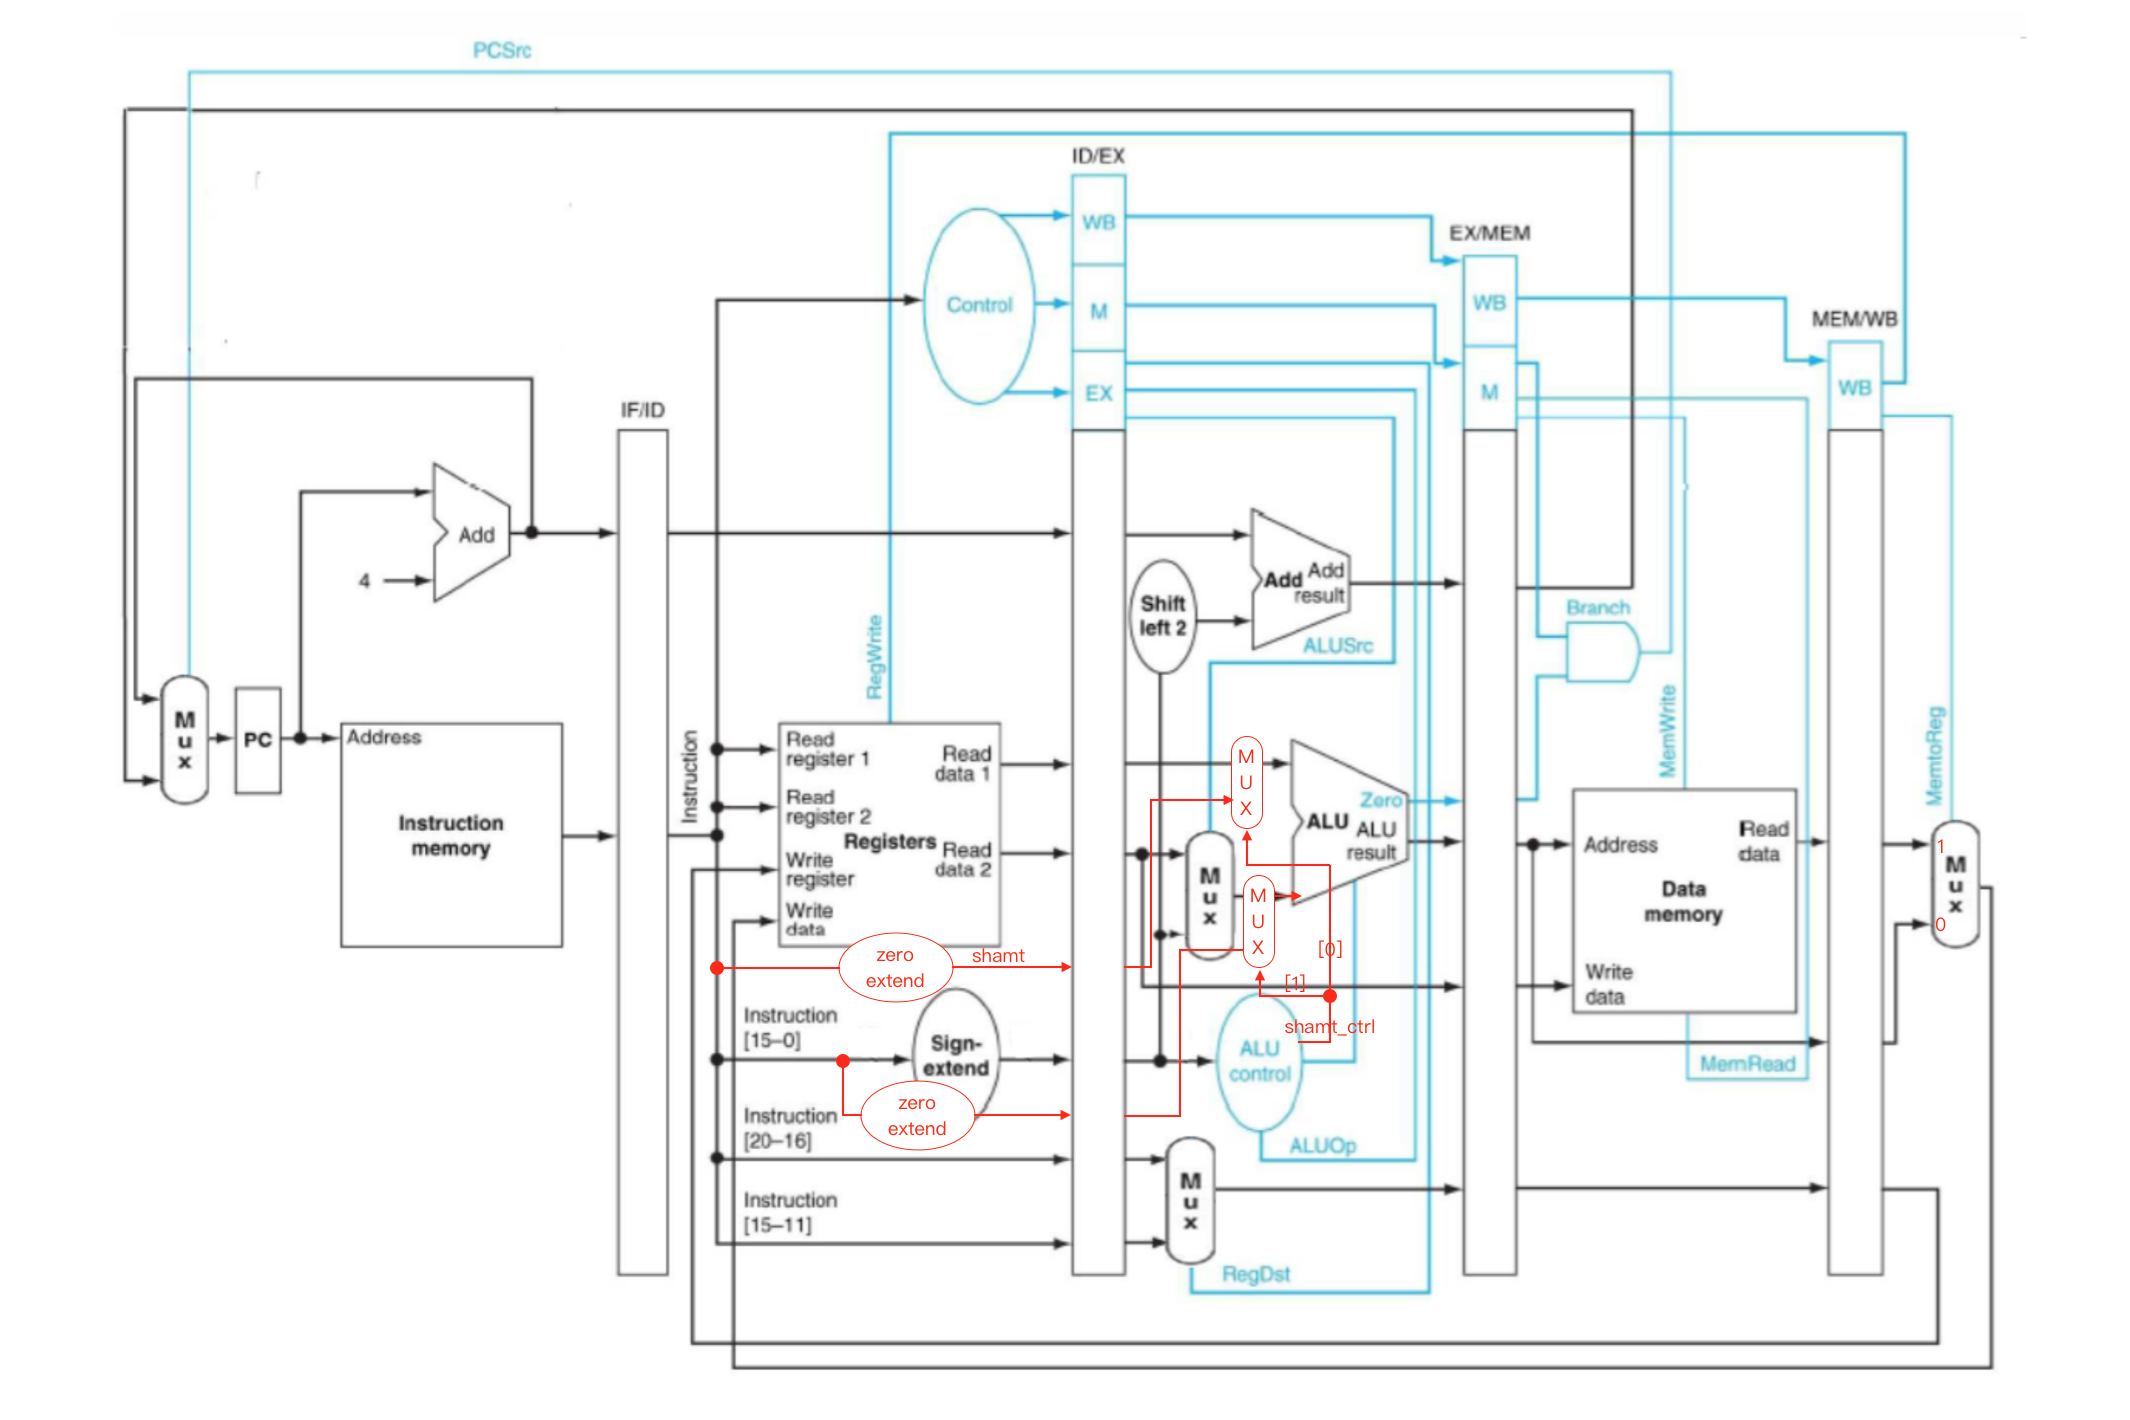 PCSrc
ID/EX
WB
EX/MEM
Control
M
WB
MEM/WB
EX
M
WB
IF/ID
Add
4
Add
Add
result
Shift
left 2
Branch
ALUSrc
RegWrite
MemWrite
MemtoReg
M
u
x
PC
Address
Instruction
memory
Instruction
Read
register 1
Read
data 1
Read
register 2
Registers
Read
data 2
Write
register
Write
data
M
U
X
Zero
ALU
ALU
result
M
u
x
M
U
X
Address
Read
data
Data
memory
Write
data
1
M
u
x
0
zero
extend
shamt
[0]
[1]
shamt_ctrl
Instruction
[15–0]
Sign-
extend
ALU
control
MemRead
zero
extend
Instruction
[20–16]
ALUOp
M
u
x
Instruction
[15–11]
RegDst